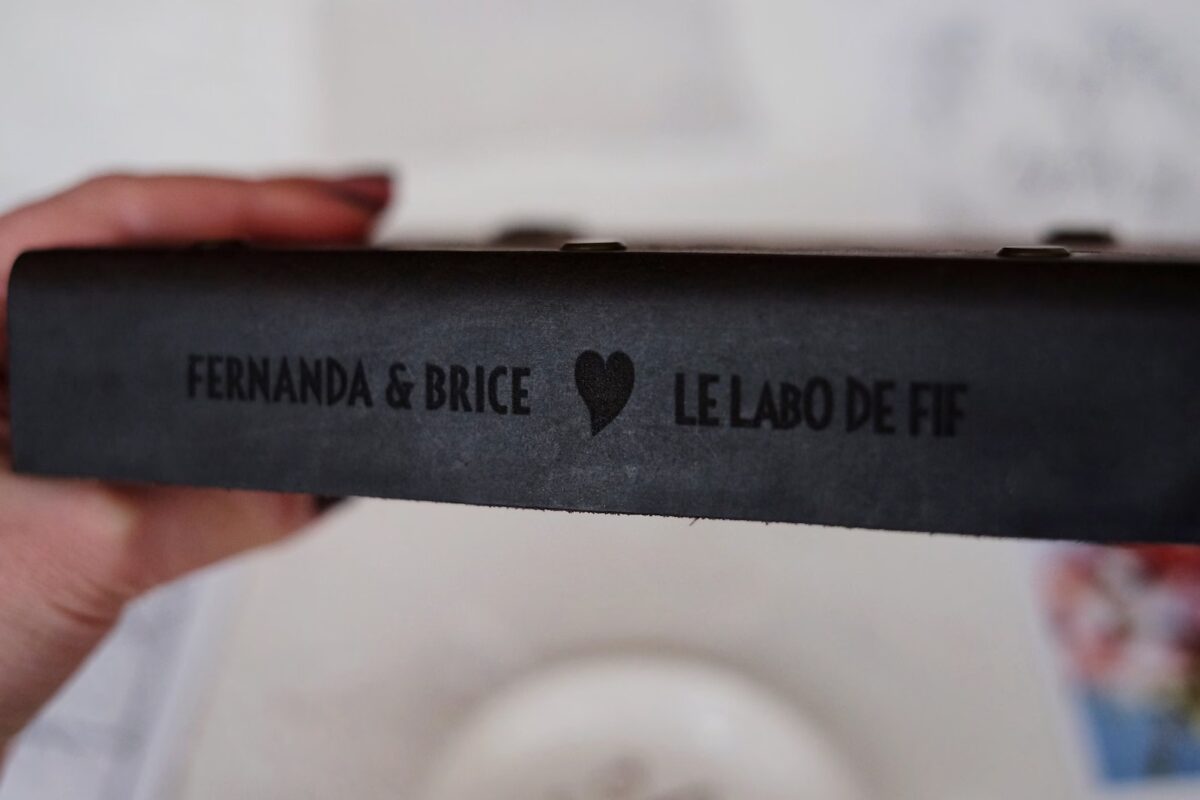 FERNANDA & BRICE ♥ LE LABO DE FIF